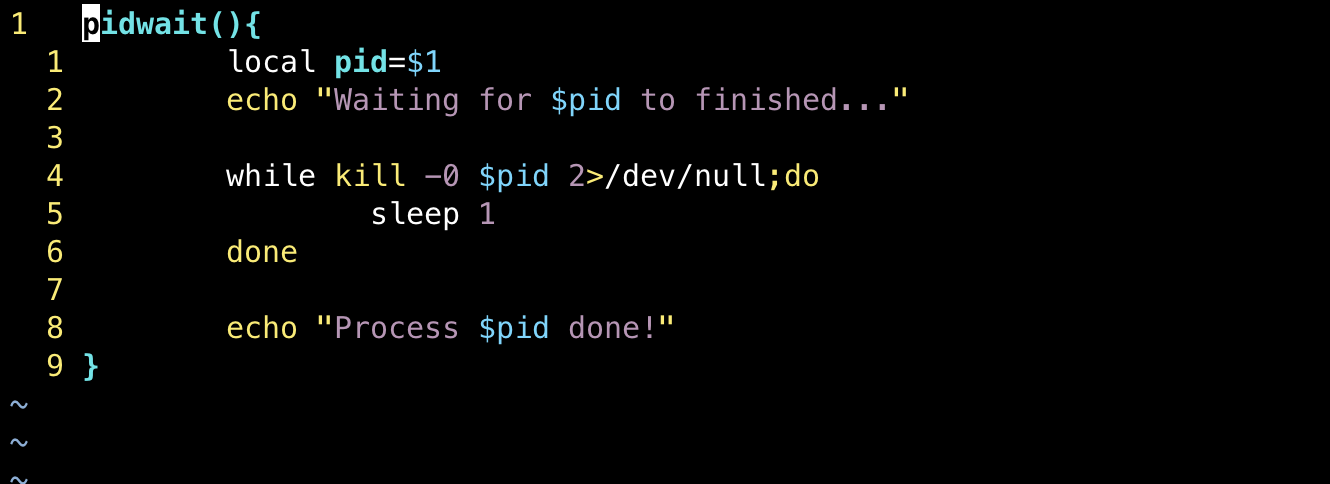 1   pidwait(){
  1         local pid=$1
  2         echo "Waiting for $pid to finished..."
  3
  4         while kill -0 $pid 2>/dev/null;do
  5                 sleep 1
  6         done
  7
  8         echo "Process $pid done!"
  9 }
~
~
~